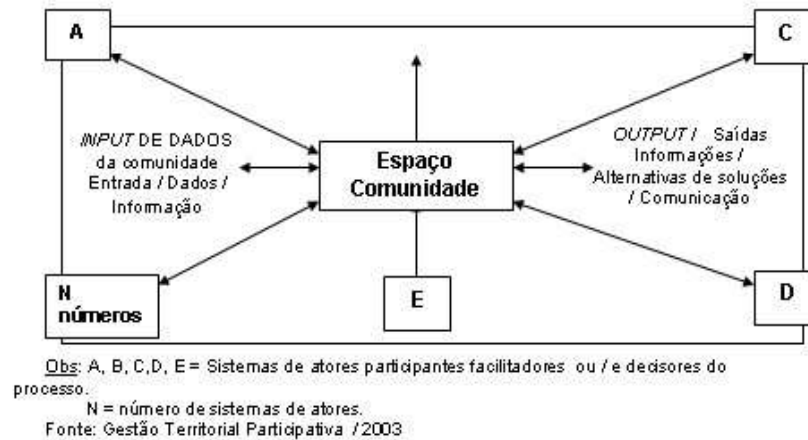 A
C
INPUT DE DADOS
da comunidade
Entrada / Dados /
Informação
Espaço
Comunidade
OUTPUT / Saídas
Informações /
Alternativas de soluções
/ Comunicação
N
números
E
D
Obs: A, B, C,D, E = Sistemas de atores participantes facilitadores ou / e decisores do
processo.
N = número de sistemas de atores.
Fonte: Gestão Territorial Participativa / 2003